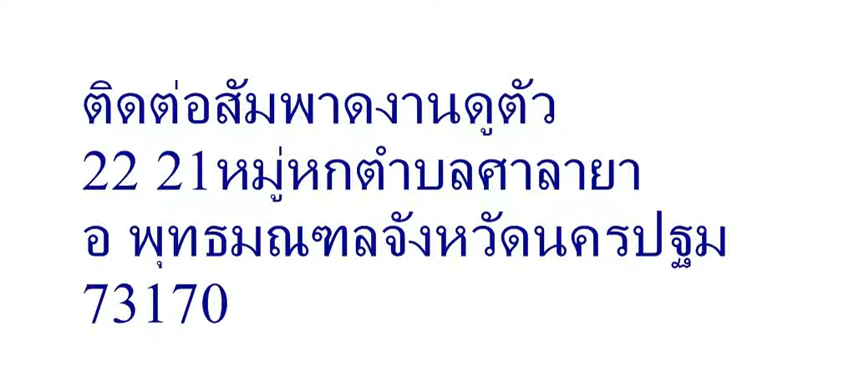 ติดต่อสัมพาดงานดูตัว
22 21หมู่หกตำบลศาลายา
อ พุทธมณฑลจังหวัดนครปฐม
73170